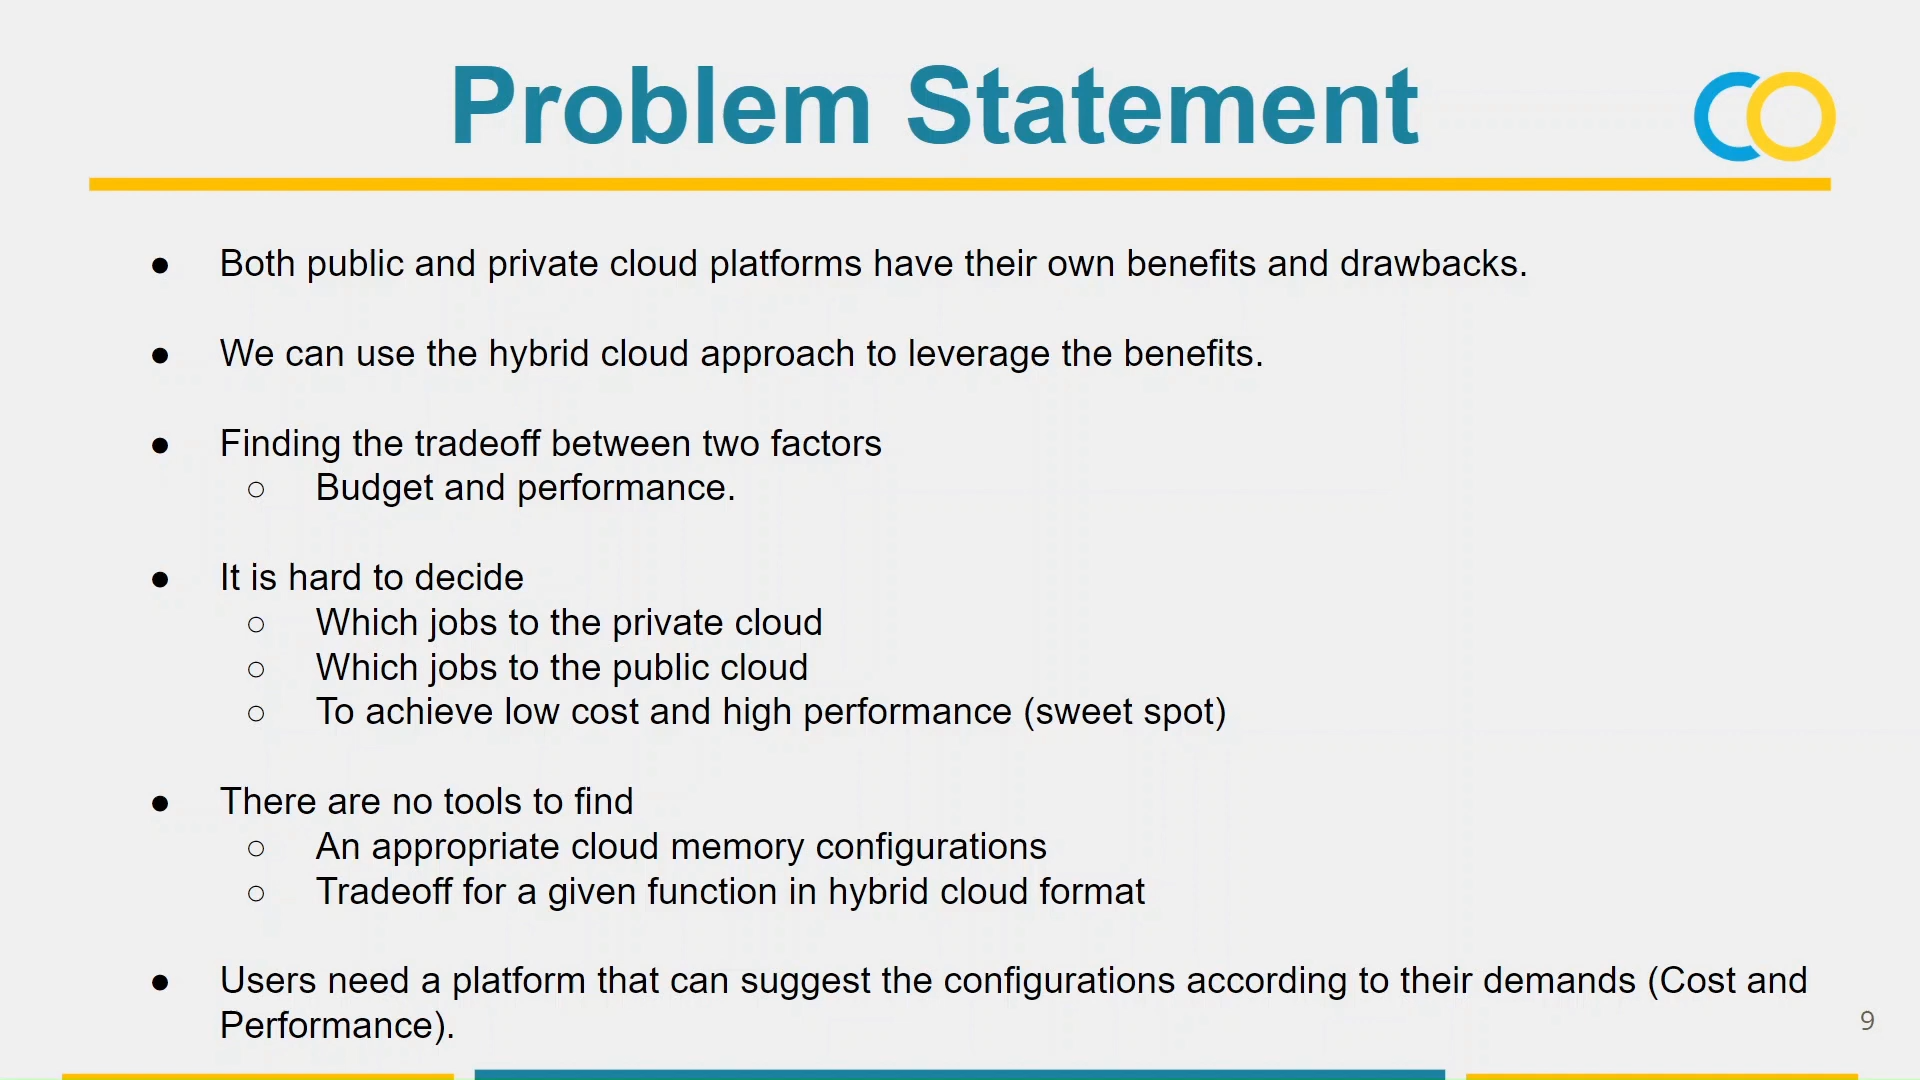 Problem Statement
CO
● Both public and private cloud platforms have their own benefits and drawbacks.
● We can use the hybrid cloud approach to leverage the benefits.
● Finding the tradeoff between two factors
○ Budget and performance.
● It is hard to decide
○ Which jobs to the private cloud
○ Which jobs to the public cloud
○ To achieve low cost and high performance (sweet spot)
● There are no tools to find
○ An appropriate cloud memory configurations
○ Tradeoff for a given function in hybrid cloud format
● Users need a platform that can suggest the configurations according to their demands (Cost and
Performance).
9